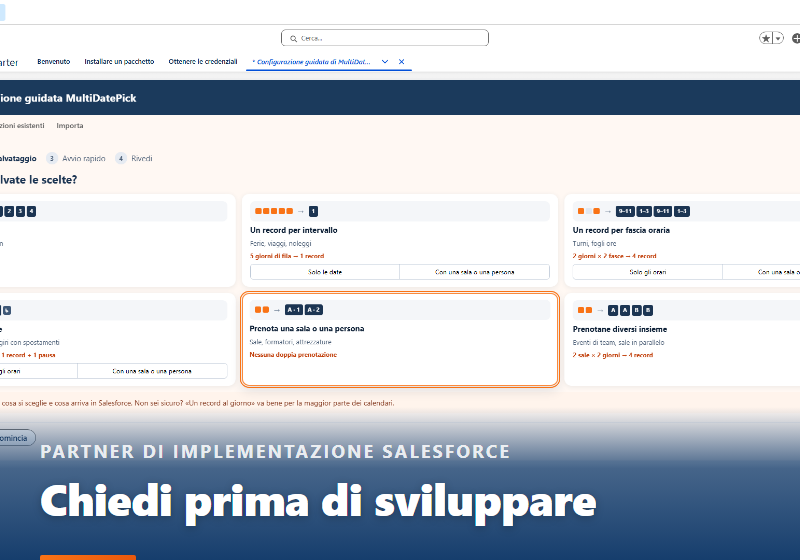 Cerca...
arter
Benvenuto
Installare un pacchetto
Ottenere le credenziali
* Configurazione guidata di MultiDat...
ione guidata MultiDatePick
zioni esistenti
Importa
alvataggio
3 Avvio rapido
4 Rivedi
lvate le scelte?
2 3 4
→ 1
Un record per intervallo
Ferie, viaggi, noleggi
5 giorni di fila — 1 record
Solo le date
Con una sala o una persona
→ 9–11 1–3 9–11 1–3
Un record per fascia oraria
Turni, fogli ore
2 giorni × 2 fasce — 4 record
Solo gli orari
Con una sala o
e
giri con spostamenti
1 record + 1 pausa
gli orari
Con una sala o una persona
→ A · 1 A · 2
Prenota una sala o una persona
Sale, formatori, attrezzature
Nessuna doppia prenotazione
→ A A B B
Prenotane diversi insieme
Eventi di team, sale in parallelo
2 sale × 2 giorni — 4 record
cosa si sceglie e cosa arriva in Salesforce. Non sei sicuro? «Un record al giorno» va bene per la maggior parte dei calendari.
omincia
PARTNER DI IMPLEMENTAZIONE SALESFORCE
Chiedi prima di sviluppare